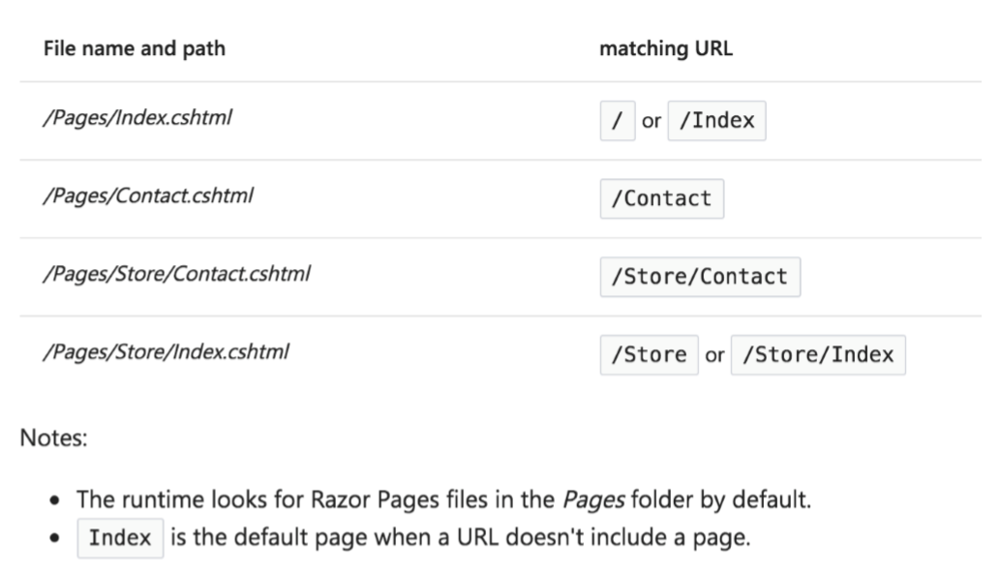 File name and path matching URL
/Pages/Index.cshtml / or /Index
/Pages/Contact.cshtml /Contact
/Pages/Store/Contact.cshtml /Store/Contact
/Pages/Store/Index.cshtml /Store or /Store/Index
Notes:
• The runtime looks for Razor Pages files in the Pages folder by default.
• Index is the default page when a URL doesn't include a page.